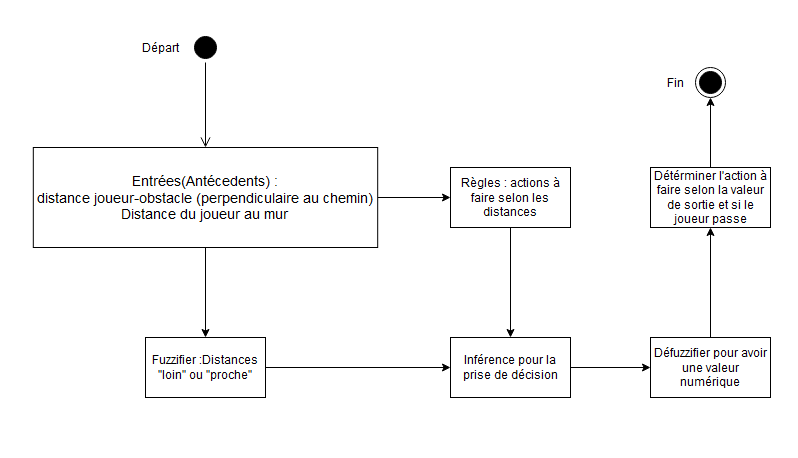 Départ
Fin
Entrées(Antécedents) :
distance joueur-obstacle (perpendiculaire au chemin)
Distance du joueur au mur
Règles : actions à
faire selon les
distances
Détérminer l'action à
faire selon la valeur
de sortie et si le
joueur passe
Fuzzifier :Distances
"loin" ou "proche"
Inférence pour la
prise de décision
Défuzzifier pour avoir
une valeur
numérique